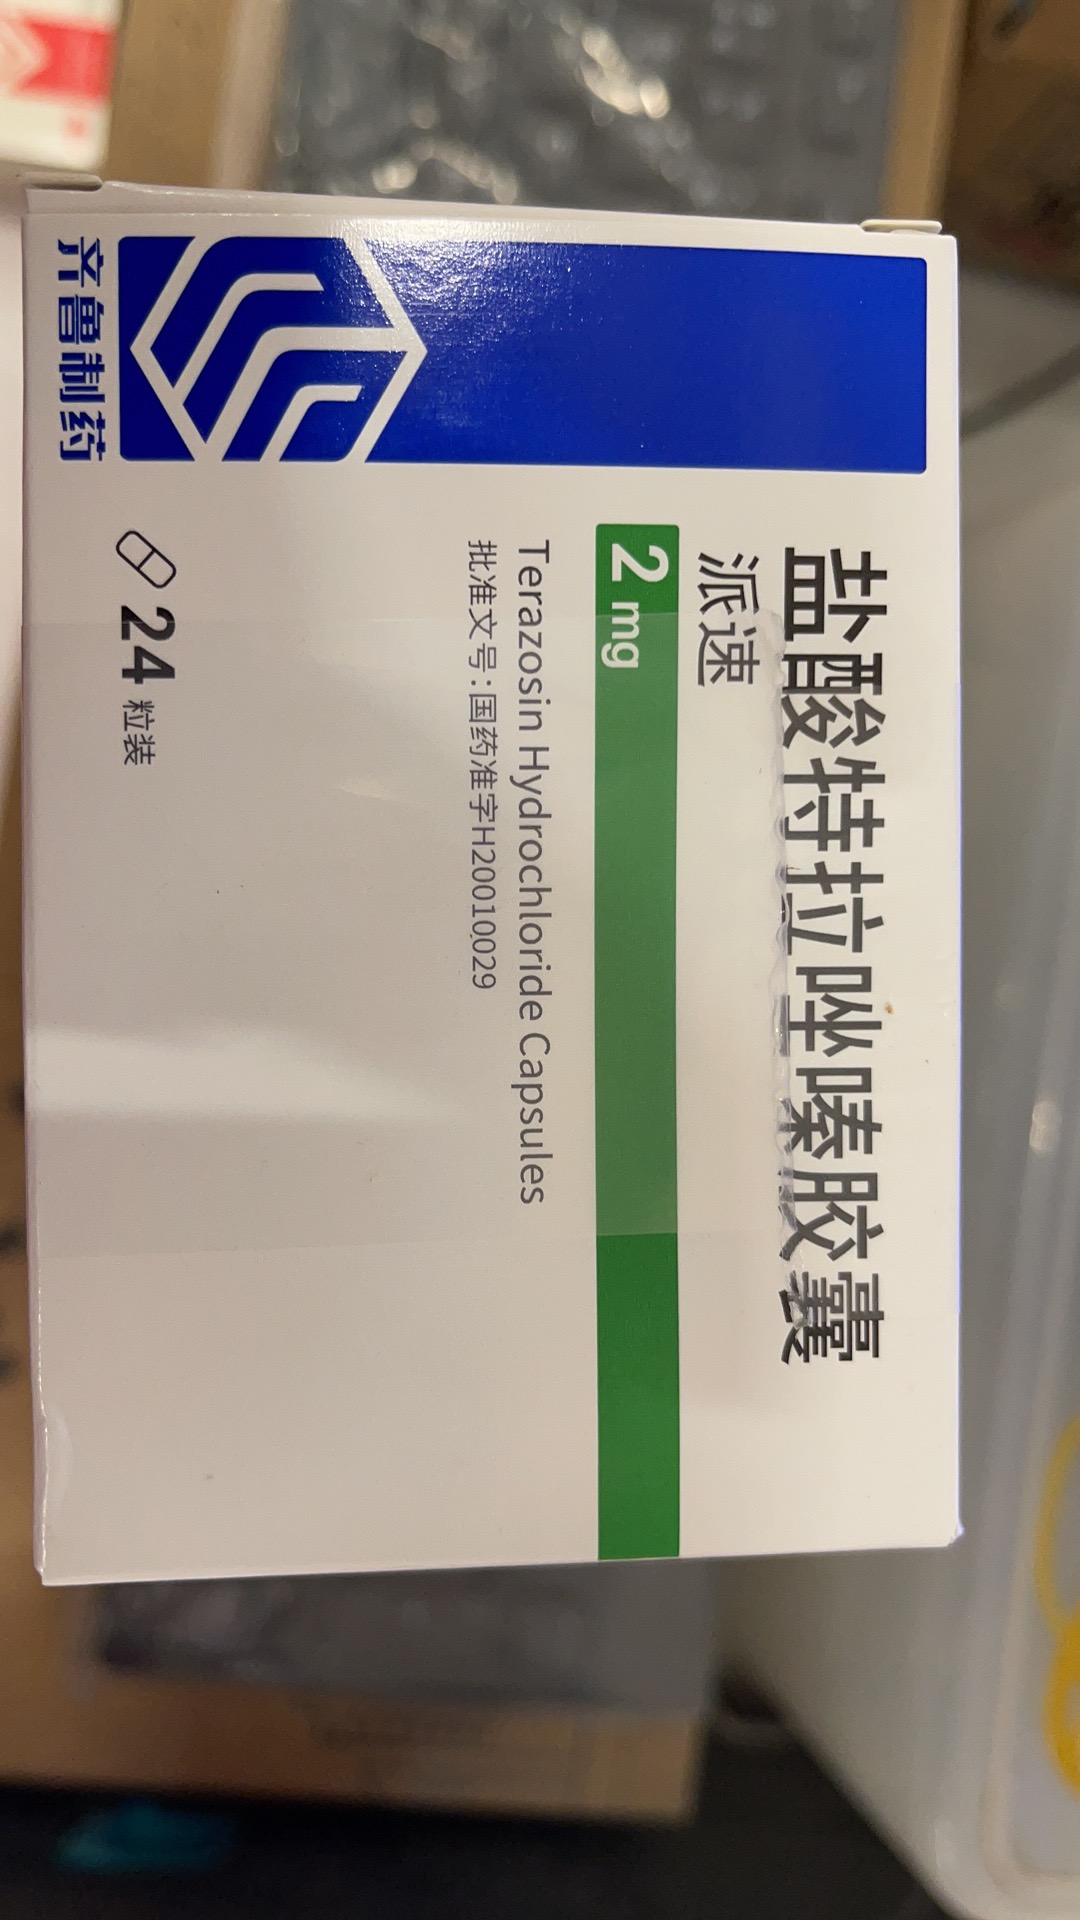 齐鲁制药
盐酸特拉唑嗪胶囊
派速
2 mg
Terazosin Hydrochloride Capsules
批准文号:国药准字H20010029
24 粒装